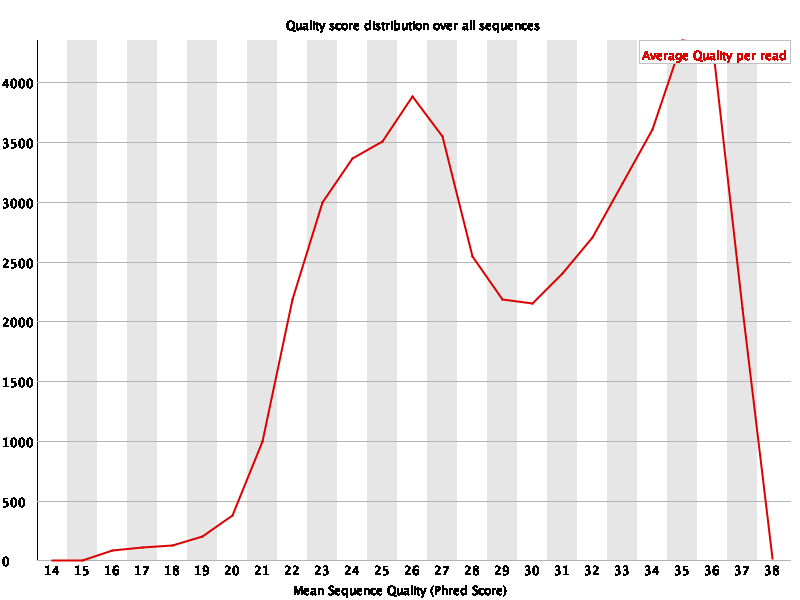 Quality score distribution over all sequences
Average Quality per read
4000
3500
3000
2500
2000
1500
1000
500
0
14 15 16 17 18 19 20 21 22 23 24 25 26 27 28 29 30 31 32 33 34 35 36 37 38
Mean Sequence Quality (Phred Score)